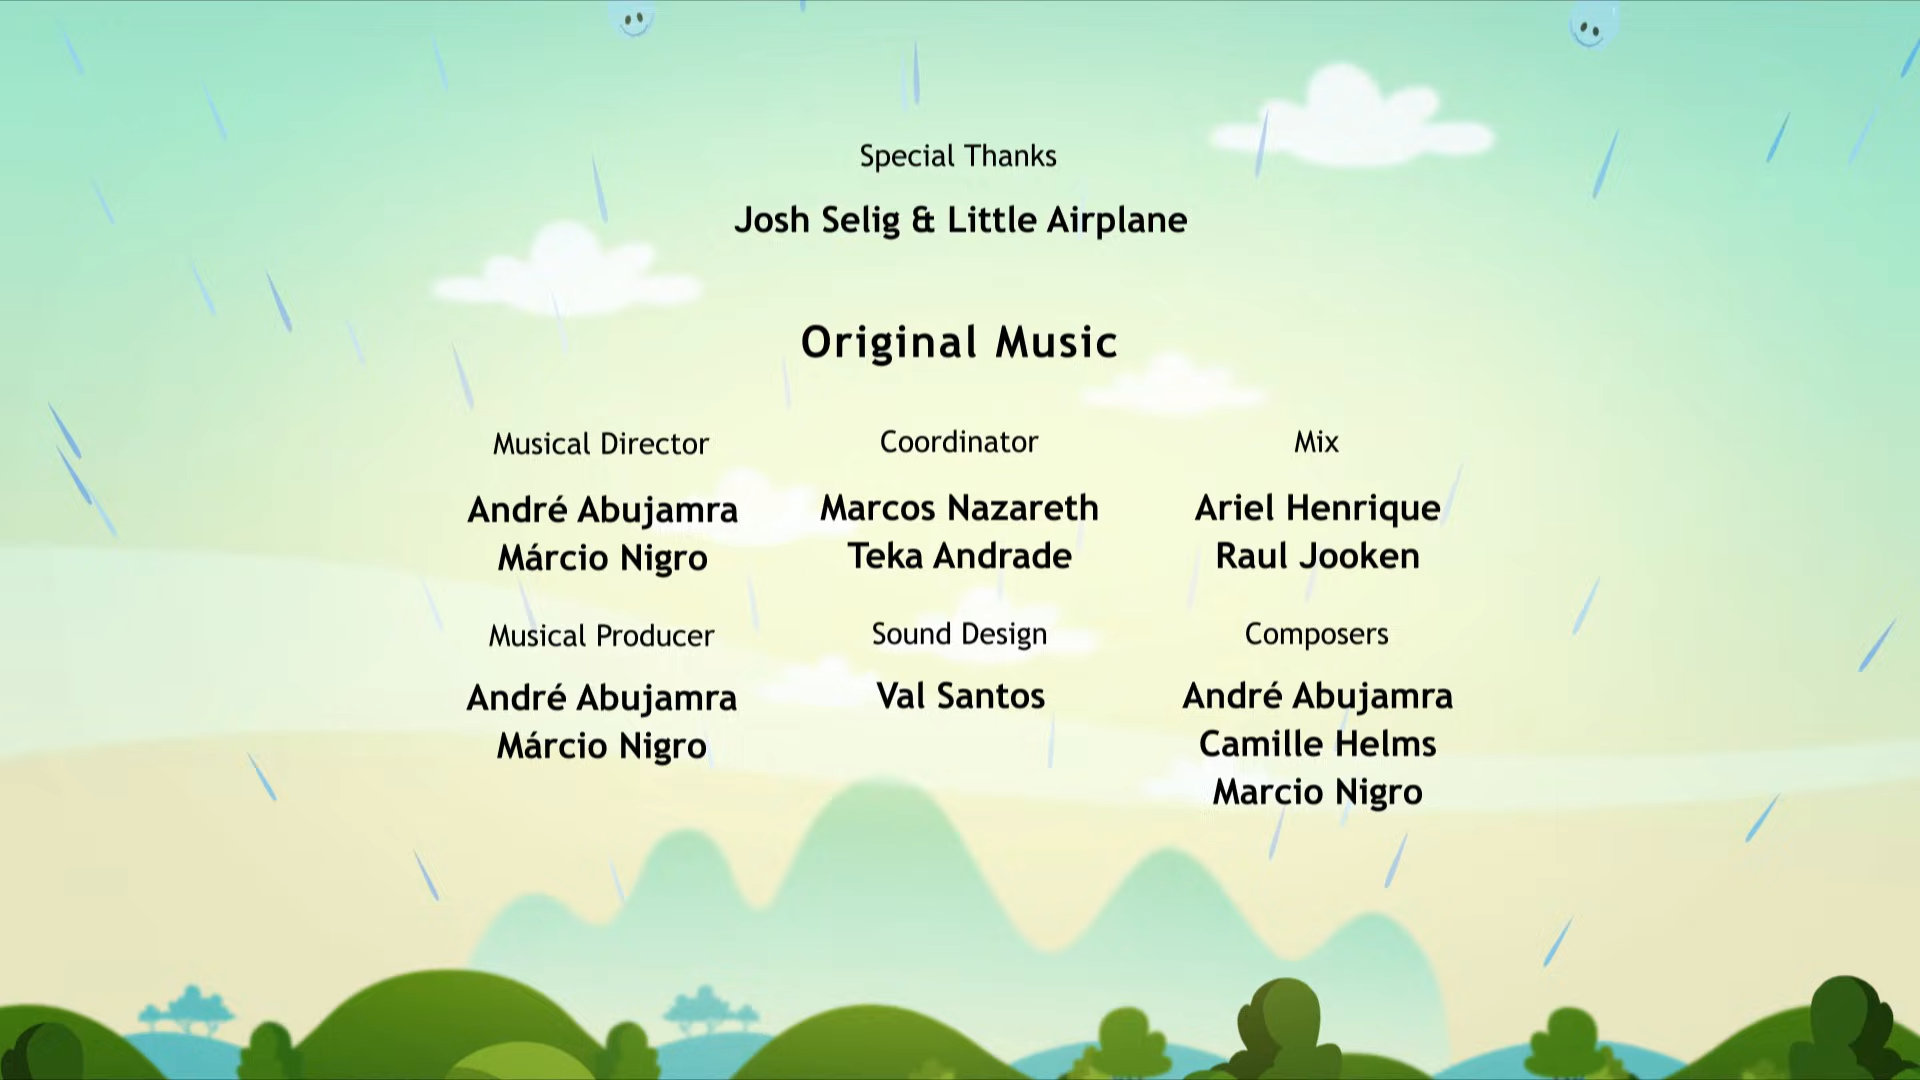 Special Thanks
Josh Selig & Little Airplane
Original Music
Musical Director
André Abujamra
Márcio Nigro
Coordinator
Marcos Nazareth
Teka Andrade
Mix
Ariel Henrique
Raul Jooken
Musical Producer
André Abujamra
Márcio Nigro
Sound Design
Val Santos
Composers
André Abujamra
Camille Helms
Marcio Nigro